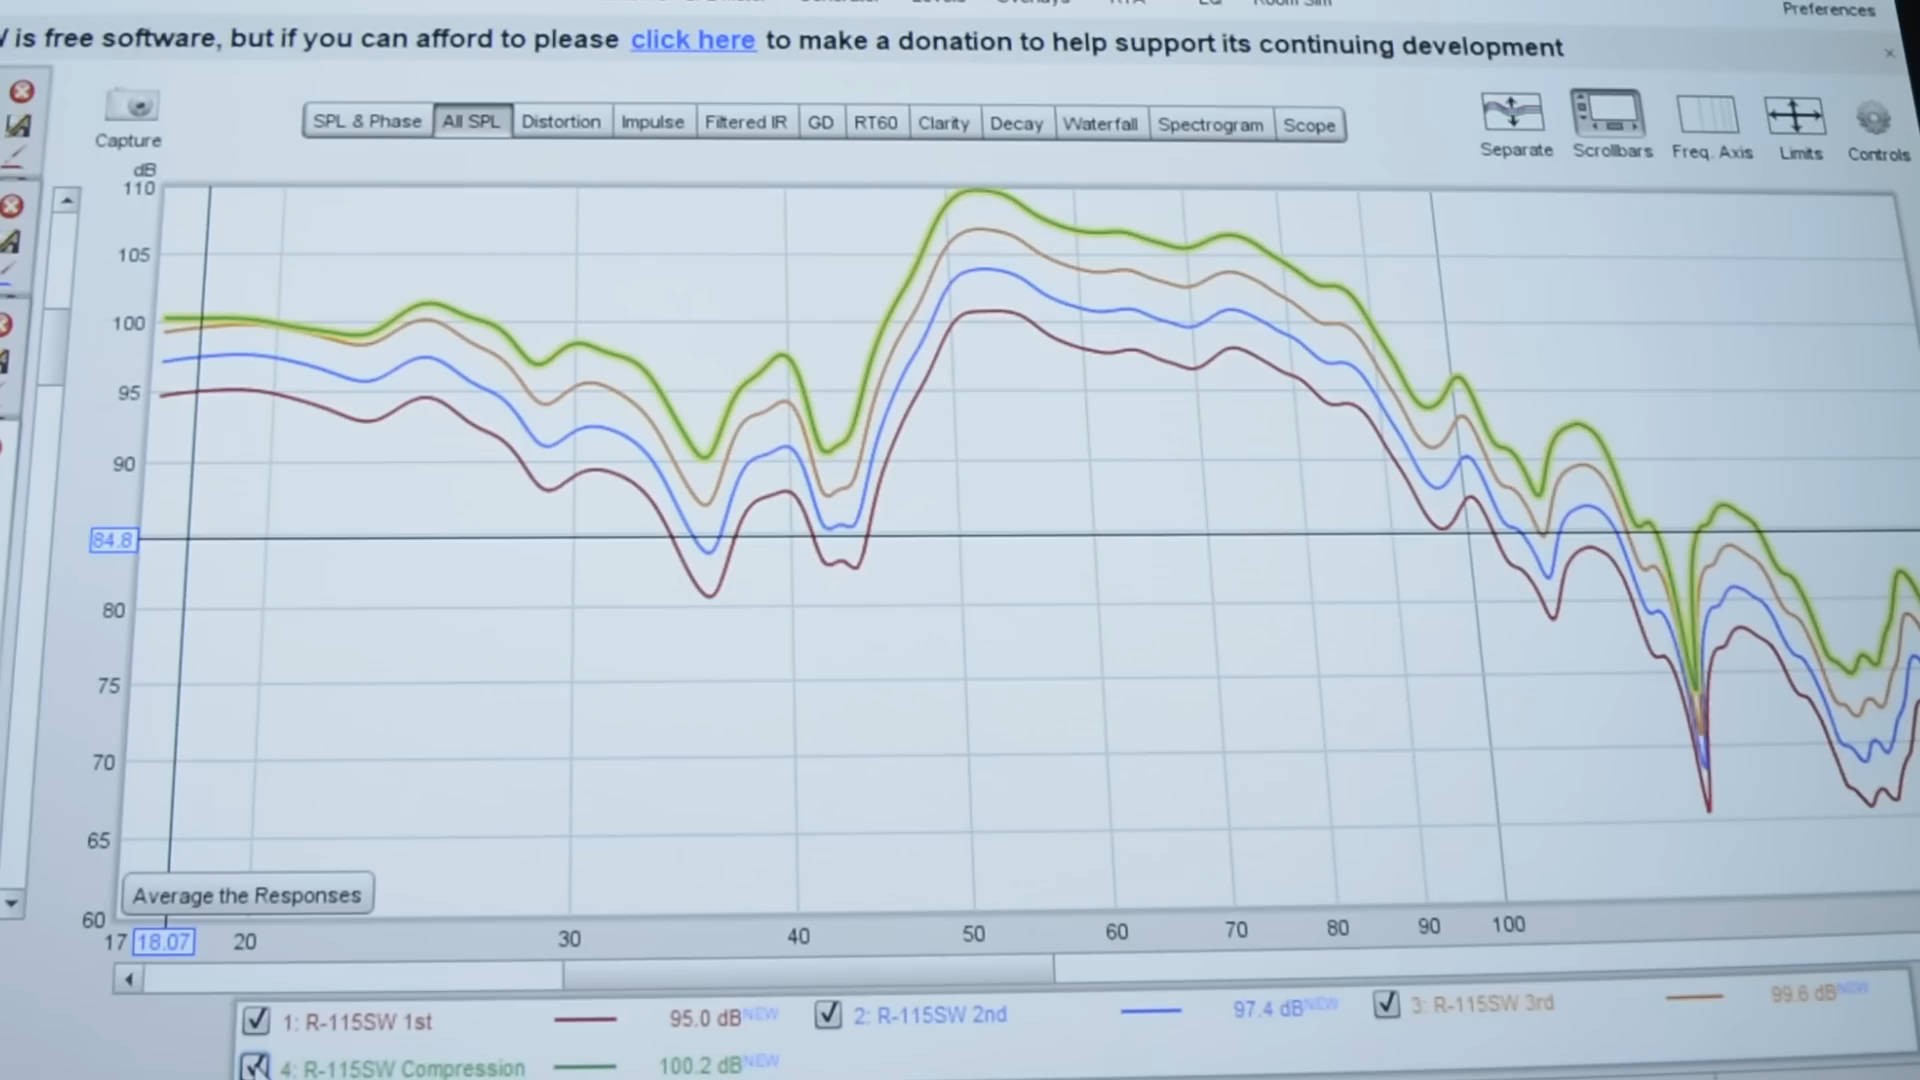 Preferences
is free software, but if you can afford to please click here to make a donation to help support its continuing development
Capture
SPL & Phase All SPL Distortion Impulse Filtered IR GD RT60 Clarity Decay Waterfall Spectrogram Scope
Separate Scrollbars Freq. Axis Limits Controls
dB
110
105
100
95
90
84.8
80
75
70
65
60
Average the Responses
17 18.07 20 30 40 50 60 70 80 90 100
1: R-115SW 1st 95.0 dB NEW 2: R-115SW 2nd 97.4 dB NEW 3: R-115SW 3rd 99.6 dB NEW
4: R-115SW Compression 100.2 dB NEW